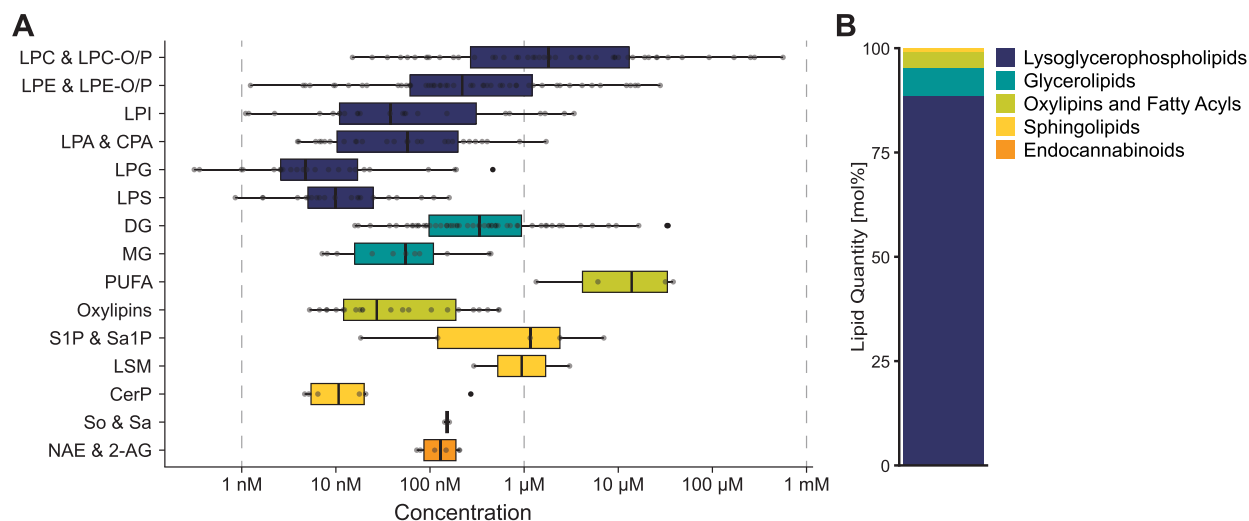 A
LPC & LPC-O/P
LPE & LPE-O/P
LPI
LPA & CPA
LPG
LPS
DG
MG
PUFA
Oxylipins
S1P & Sa1P
LSM
CerP
So & Sa
NAE & 2-AG
1 nM 10 nM 100 nM 1 µM 10 µM 100 µM 1 mM
Concentration
B
Lipid Quantity [mol%]
100
75
50
25
0
Lysoglycerophospholipids
Glycerolipids
Oxylipins and Fatty Acyls
Sphingolipids
Endocannabinoids